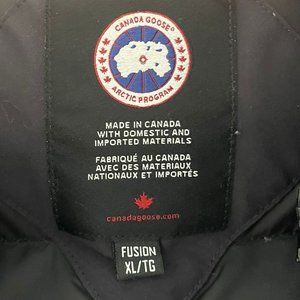 CANADA GOOSE®
ARCTIC PROGRAM
MADE IN CANADA
WITH DOMESTIC AND
IMPORTED MATERIALS
FABRIQUÉ AU CANADA
AVEC DES MATERIAUX
NATIONAUX ET IMPORTÉS
canadagoose.com
FUSION
XL/TG